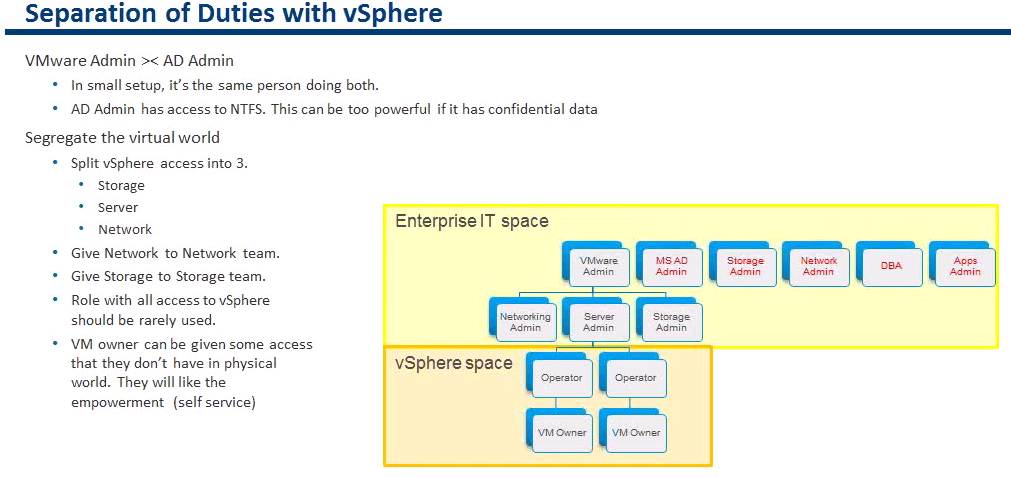 Separation of Duties with vSphere
VMware Admin >< AD Admin
• In small setup, it's the same person doing both.
• AD Admin has access to NTFS. This can be too powerful if it has confidential data
Segregate the virtual world
• Split vSphere access into 3.
• Storage
• Server
• Network
• Give Network to Network team.
• Give Storage to Storage team.
• Role with all access to vSphere
should be rarely used.
• VM owner can be given some access
that they don't have in physical
world. They will like the
empowerment (self service)
Enterprise IT space
VMware
Admin
MS AD
Admin
Storage
Admin
Network
Admin
DBA
Apps
Admin
Networking
Admin
Server
Admin
Storage
Admin
vSphere space
Operator
Operator
VM Owner
VM Owner